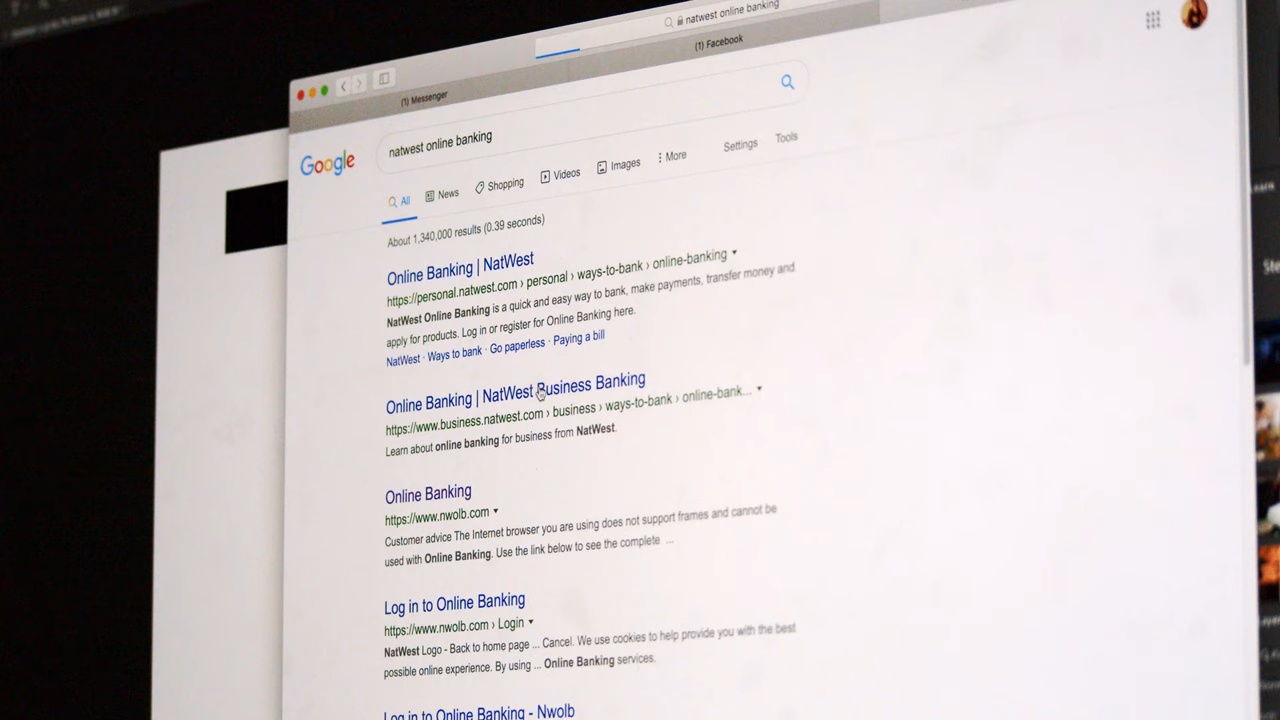 natwest online banking
(1) Messenger
(1) Facebook
Google
natwest online banking
All
News
Shopping
Videos
Images
More
Settings
Tools
About 1,340,000 results (0.39 seconds)
Online Banking | NatWest
https://personal.natwest.com › personal › ways-to-bank › online-banking
NatWest Online Banking is a quick and easy way to bank, make payments, transfer money and
apply for products. Log in or register for Online Banking here.
NatWest · Ways to bank · Go paperless · Paying a bill
Online Banking | NatWest Business Banking
https://www.business.natwest.com › business › ways-to-bank › online-bank...
Learn about online banking for business from NatWest.
Online Banking
https://www.nwolb.com
Customer advice The Internet browser you are using does not support frames and cannot be
used with Online Banking. Use the link below to see the complete ...
Log in to Online Banking
https://www.nwolb.com › Login
NatWest Logo - Back to home page ... Cancel. We use cookies to help provide you with the best
possible online experience. By using ... Online Banking services.
Log in to Online Banking - Nwolb